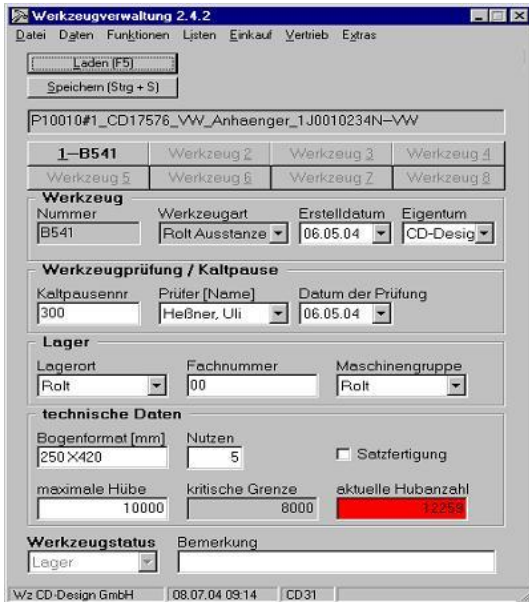 Werkzeugverwaltung 2.4.2
Datei Daten Funktionen Listen Einkauf Vertrieb Extras
Laden (F5)
Speichern (Strg + S)
P10010#1_CD17576_VW_Anhaenger_1J0010234N-VW
1-B541 Werkzeug 2 Werkzeug 3 Werkzeug 4
Werkzeug 5 Werkzeug 6 Werkzeug 7 Werkzeug 8
Werkzeug
Nummer Werkzeugart Erstelldatum Eigentum
B541 Rolt Ausstanze 06.05.04 CD-Desig
Werkzeugprüfung / Kaltpause
Kaltpausennr Prüfer [Name] Datum der Prüfung
300 Heßner, Uli 06.05.04
Lager
Lagerort Fachnummer Maschinengruppe
Rolt 00 Rolt
technische Daten
Bogenformat [mm] Nutzen
250X420 5 Satzfertigung
maximale Hübe kritische Grenze aktuelle Hubanzahl
10000 8000 12259
Werkzeugstatus Bemerkung
Lager
Wz CD-Design GmbH 08.07.04 09:14 CD31